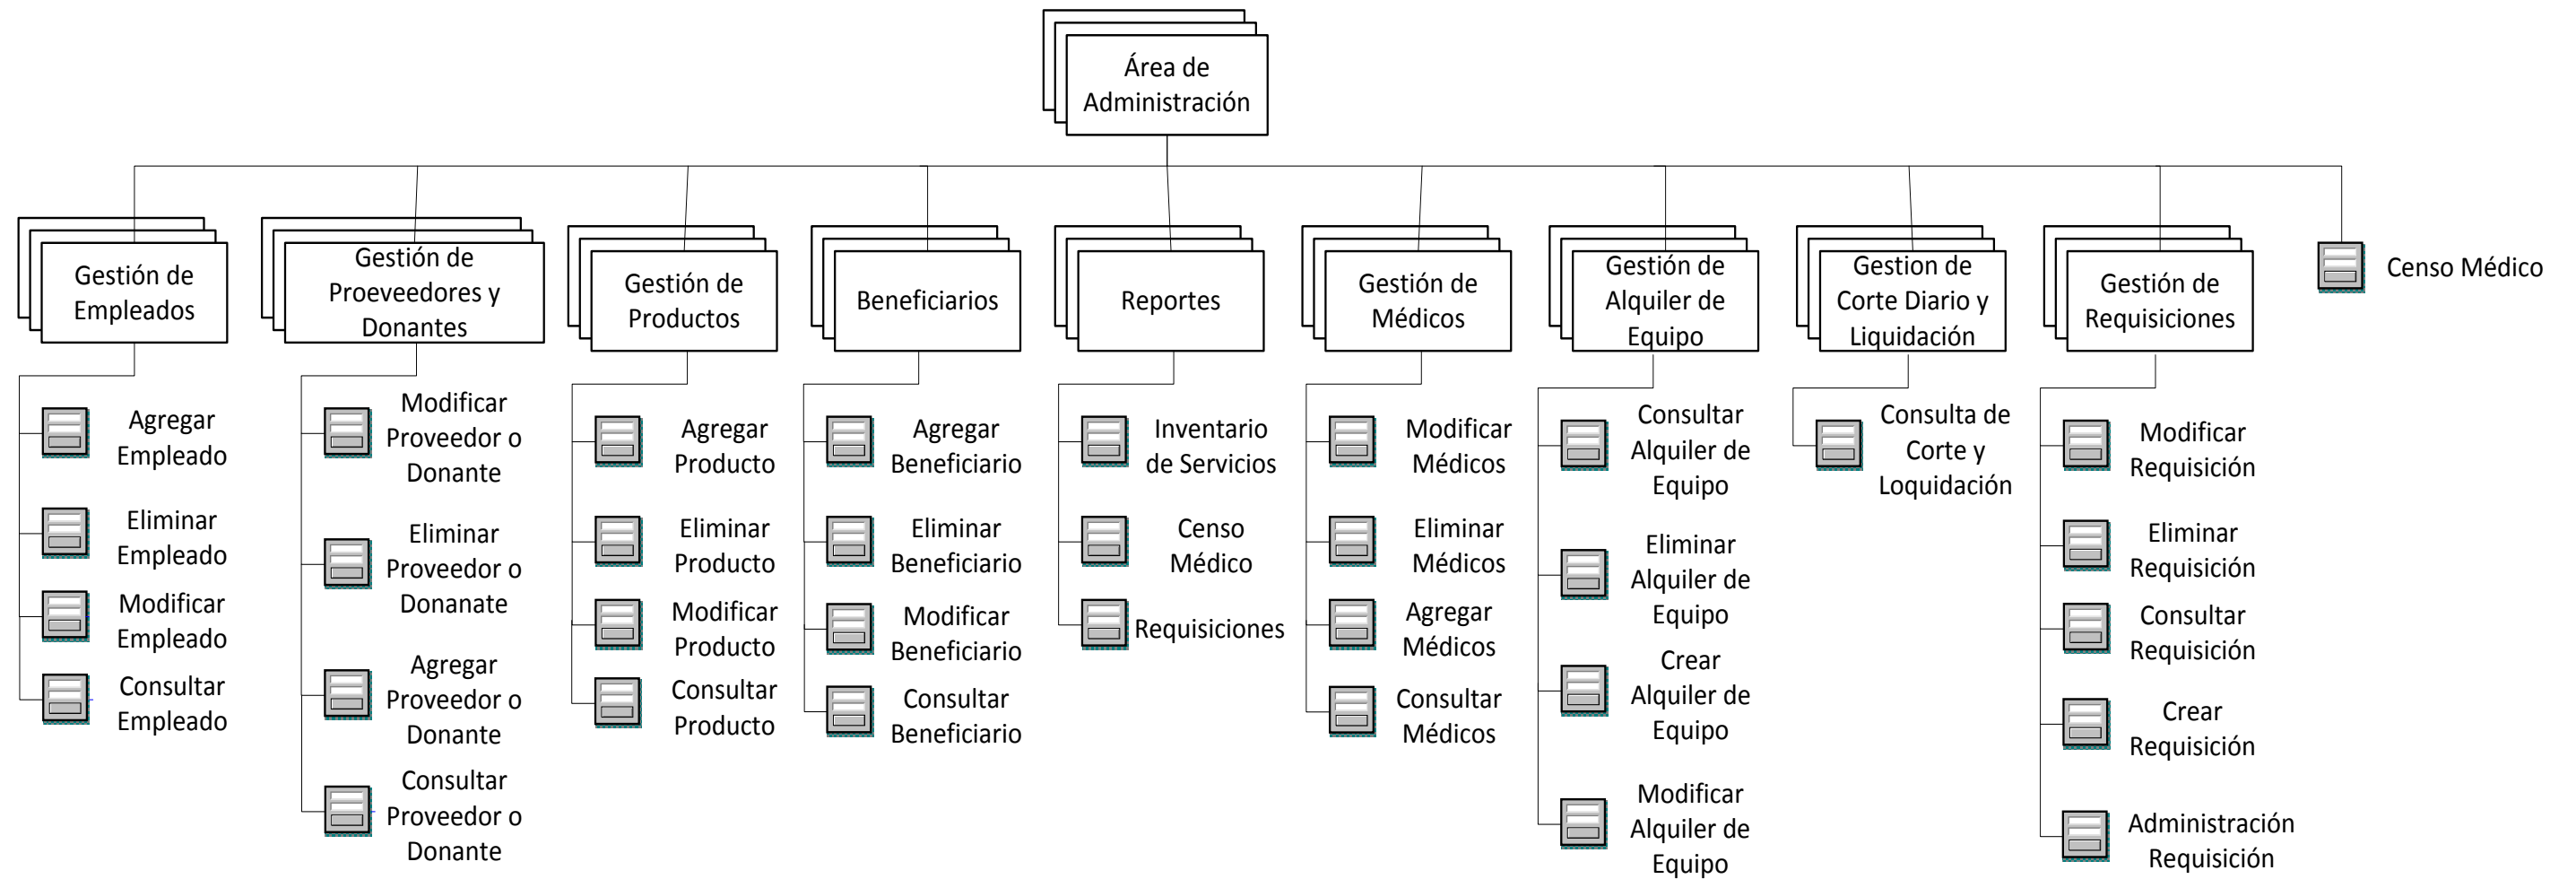 Área de
Administración
Gestión de
Empleados
Gestión de
Proeveedores y
Donantes
Gestión de
Productos
Beneficiarios
Reportes
Gestión de
Médicos
Gestión de
Alquiler de
Equipo
Gestion de
Corte Diario y
Liquidación
Gestión de
Requisiciones
Censo Médico
Agregar
Empleado
Eliminar
Empleado
Modificar
Empleado
Consultar
Empleado
Modificar
Proveedor o
Donante
Eliminar
Proveedor o
Donanate
Agregar
Proveedor o
Donante
Consultar
Proveedor o
Donante
Agregar
Producto
Eliminar
Producto
Modificar
Producto
Consultar
Producto
Agregar
Beneficiario
Eliminar
Beneficiario
Modificar
Beneficiario
Consultar
Beneficiario
Inventario
de Servicios
Censo
Médico
Requisiciones
Modificar
Médicos
Eliminar
Médicos
Agregar
Médicos
Consultar
Médicos
Consultar
Alquiler de
Equipo
Eliminar
Alquiler de
Equipo
Crear
Alquiler de
Equipo
Modificar
Alquiler de
Equipo
Consulta de
Corte y
Loquidación
Modificar
Requisición
Eliminar
Requisición
Consultar
Requisición
Crear
Requisición
Administración
Requisición